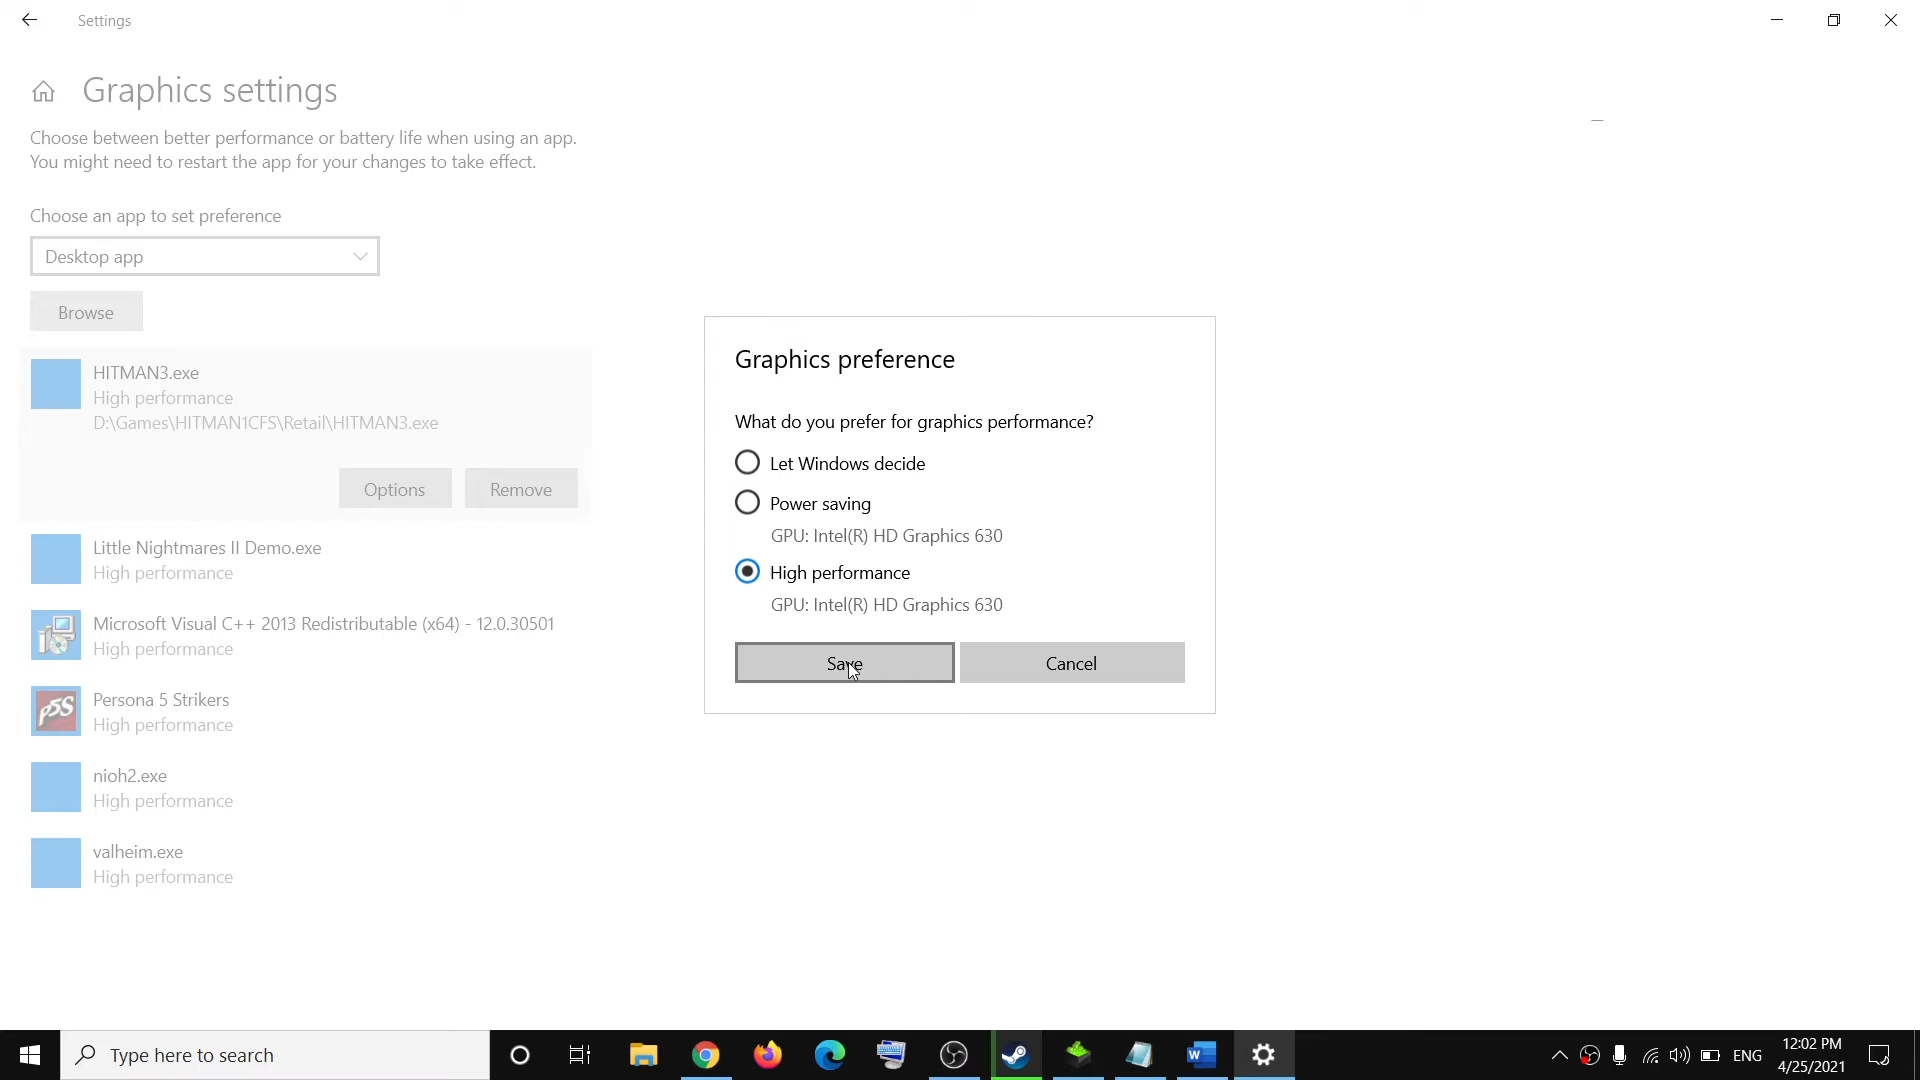 Settings
Graphics settings
Choose between better performance or battery life when using an app.
You might need to restart the app for your changes to take effect.
Choose an app to set preference
Desktop app
Browse
HITMAN3.exe
High performance
D:\Games\HITMAN1CFS\Retail\HITMAN3.exe
Options
Remove
Little Nightmares II Demo.exe
High performance
Microsoft Visual C++ 2013 Redistributable (x64) - 12.0.30501
High performance
P5S
Persona 5 Strikers
High performance
nioh2.exe
High performance
valheim.exe
High performance
Graphics preference
What do you prefer for graphics performance?
Let Windows decide
Power saving
GPU: Intel(R) HD Graphics 630
High performance
GPU: Intel(R) HD Graphics 630
Save
Cancel
Type here to search
W
ENG
12:02 PM
4/25/2021